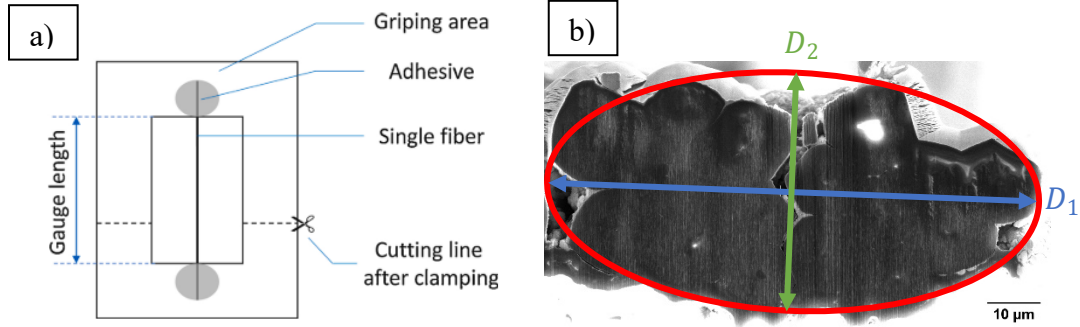 a)
Griping area
Adhesive
Single fiber
Gauge length
Cutting line
after clamping
b)
D₂
D₁
10 µm